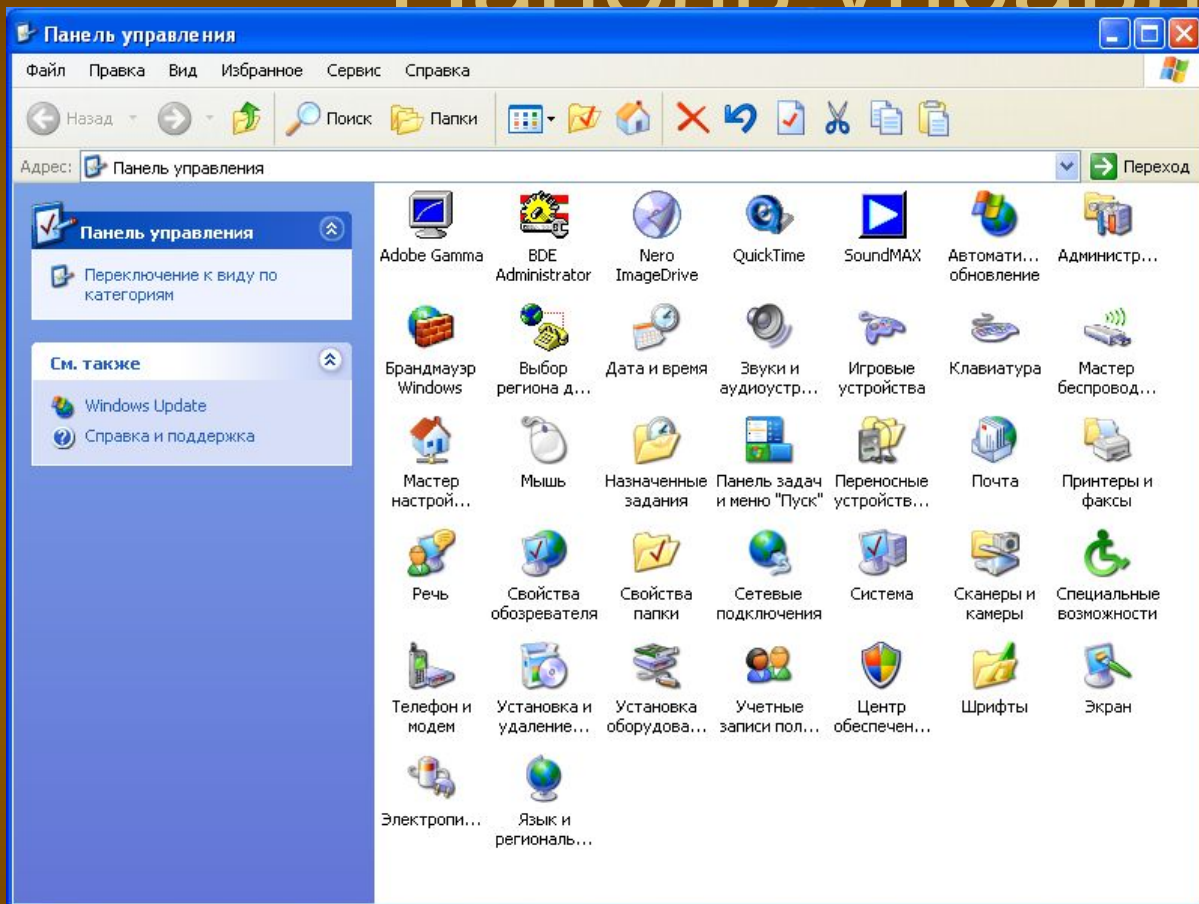 Панель управления
Файл Правка Вид Избранное Сервис Справка
Назад Поиск Папки
Адрес: Панель управления Переход
Панель управления
Переключение к виду по
категориям
См. также
Windows Update
Справка и поддержка
Adobe Gamma
BDE
Administrator
Nero
ImageDrive
QuickTime
SoundMAX
Автомати...
обновление
Администр...
Брандмауэр
Windows
Выбор
региона д...
Дата и время
Звуки и
аудиоустр...
Игровые
устройства
Клавиатура
Мастер
беспровод...
Мастер
настрой...
Мышь
Назначенные
задания
Панель задач
и меню "Пуск"
Переносные
устройств...
Почта
Принтеры и
факсы
Речь
Свойства
обозревателя
Свойства
папки
Сетевые
подключения
Система
Сканеры и
камеры
Специальные
возможности
Телефон и
модем
Установка и
удаление...
Установка
оборудова...
Учетные
записи пол...
Центр
обеспечен...
Шрифты
Экран
Электропи...
Язык и
региональ...